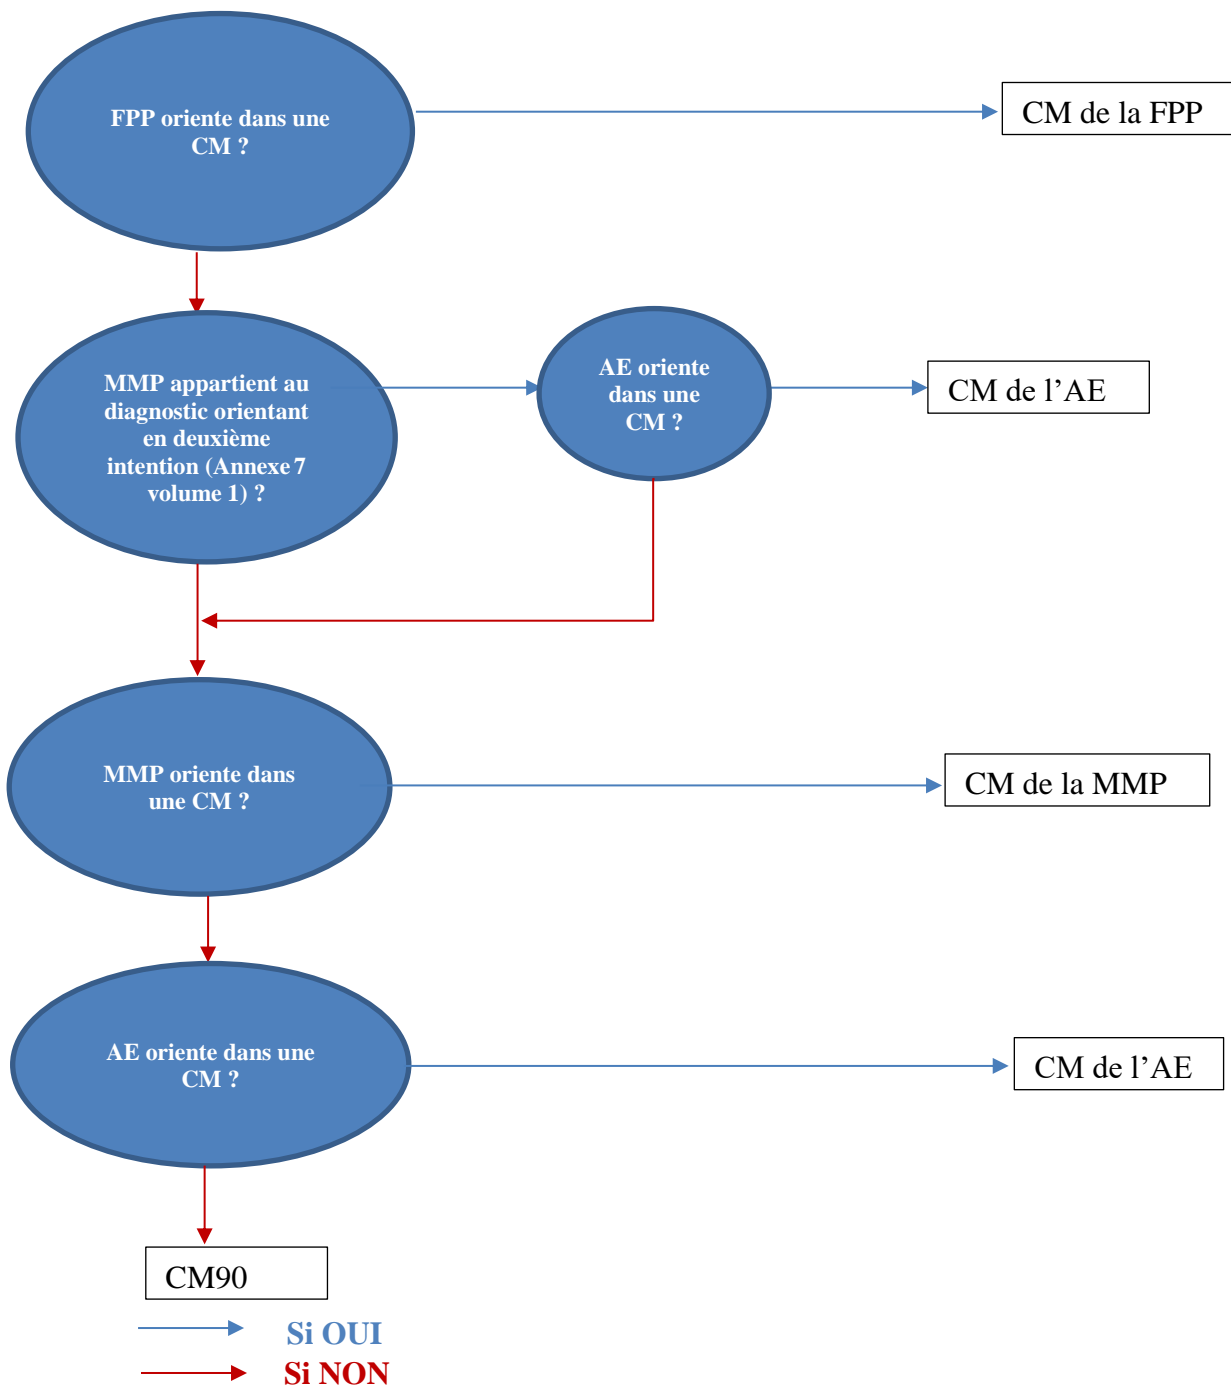 FPP oriente dans une
CM ?
CM de la FPP
MMP appartient au
diagnostic orientant
en deuxième
intention (Annexe 7
volume 1) ?
AE oriente
dans une
CM ?
CM de l’AE
MMP oriente dans
une CM ?
CM de la MMP
AE oriente dans une
CM ?
CM de l’AE
CM90
Si OUI
Si NON